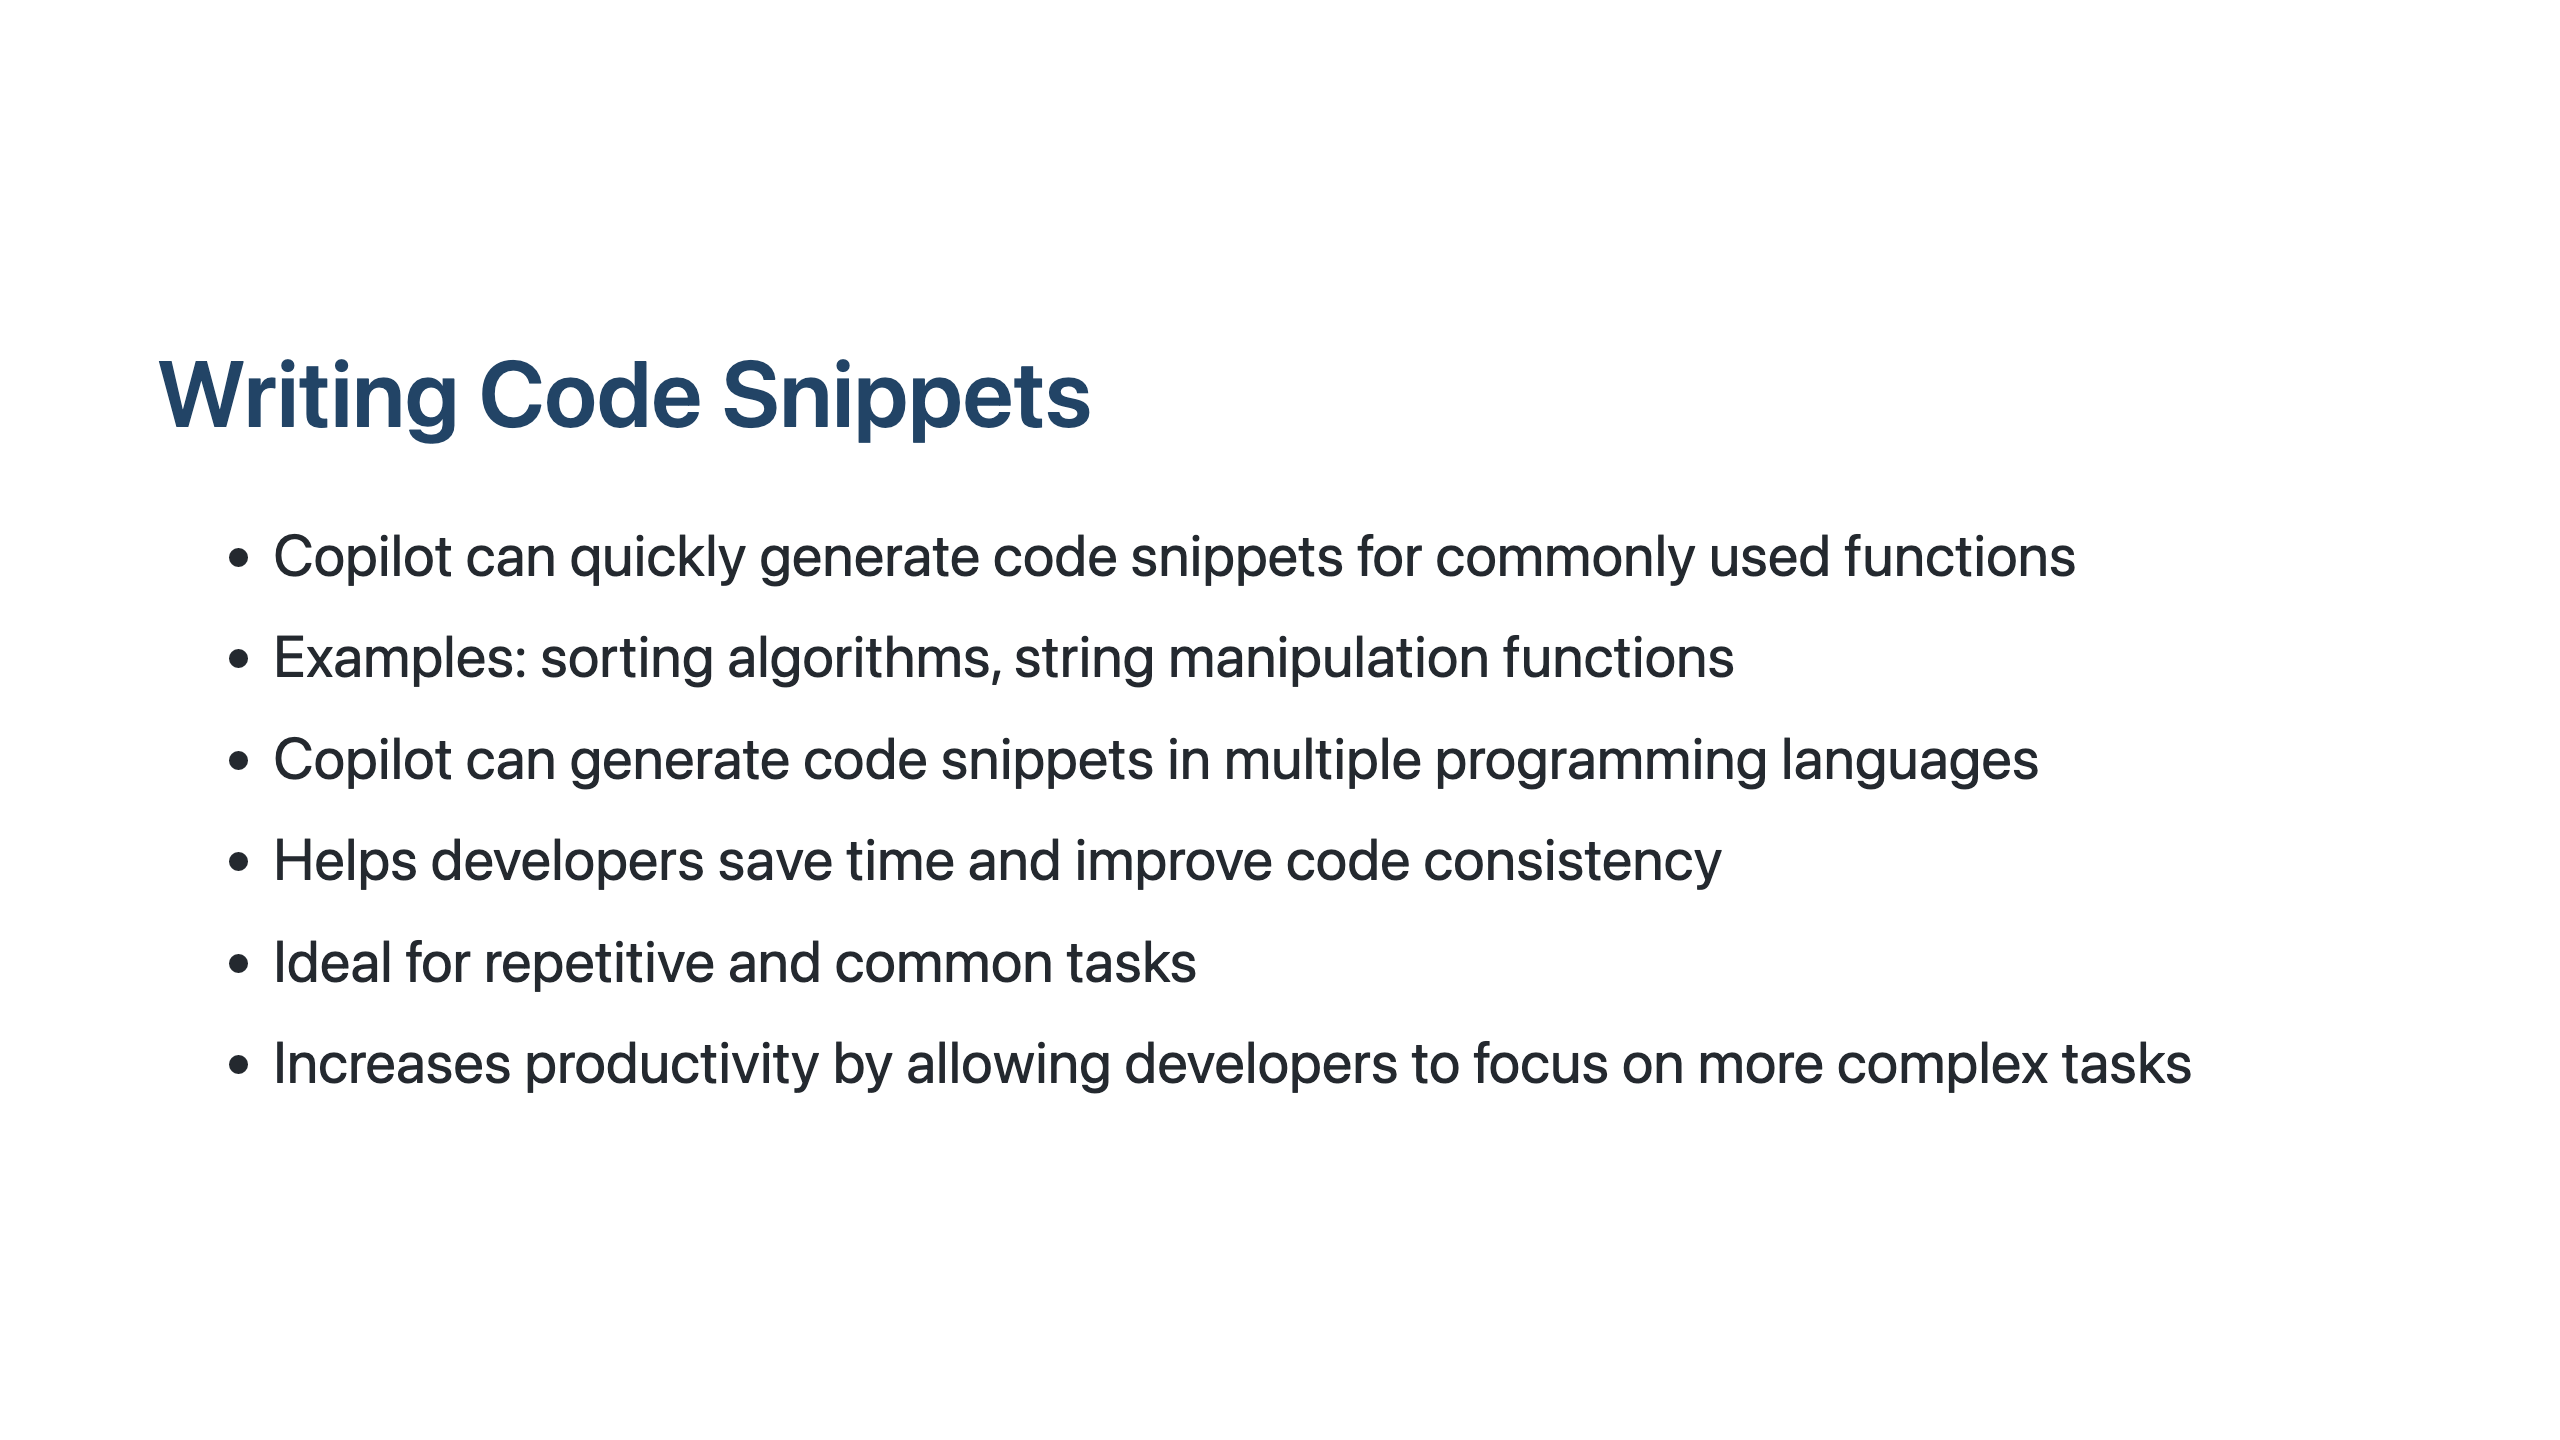 Writing Code Snippets
• Copilot can quickly generate code snippets for commonly used functions
• Examples: sorting algorithms, string manipulation functions
• Copilot can generate code snippets in multiple programming languages
• Helps developers save time and improve code consistency
• Ideal for repetitive and common tasks
• Increases productivity by allowing developers to focus on more complex tasks